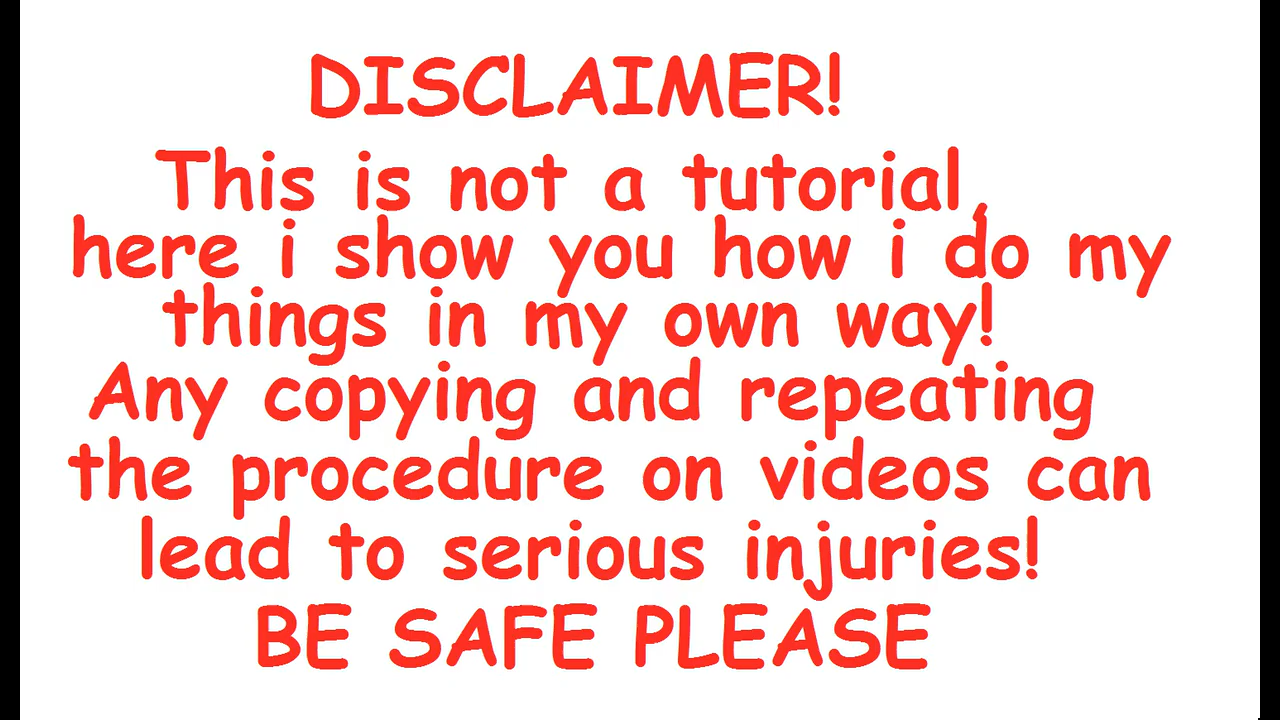 DISCLAIMER!
This is not a tutorial,
here i show you how i do my
things in my own way!
Any copying and repeating
the procedure on videos can
lead to serious injuries!
BE SAFE PLEASE